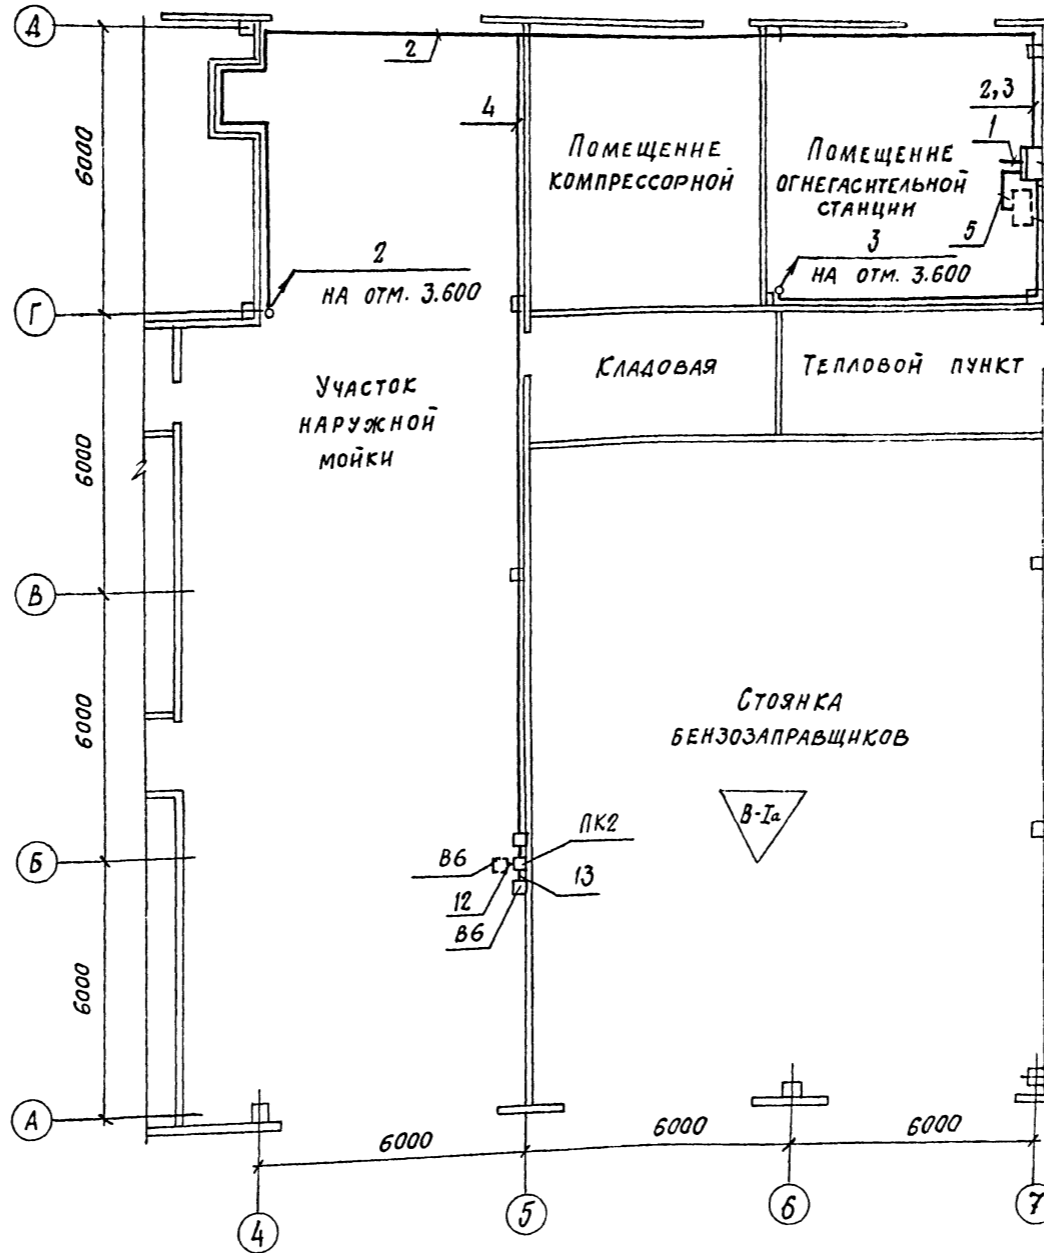 Д
2
4
2,3
1
6000
ПОМЕЩЕНИЕ
КОМПРЕССОРНОЙ
ПОМЕЩЕНИЕ
ОГНЕГАСИТЕЛЬНОЙ
СТАНЦИИ
5
2
НА ОТМ. 3.600
3
НА ОТМ. 3.600
Г
КЛАДОВАЯ
ТЕПЛОВОЙ ПУНКТ
УЧАСТОК
НАРУЖНОЙ
МОЙКИ
6000
В
6000
СТОЯНКА
БЕНЗОЗАПРАВЩИКОВ
В-Iа
ПК2
Б
В6
12
13
В6
6000
А
6000
6000
6000
4
5
6
7